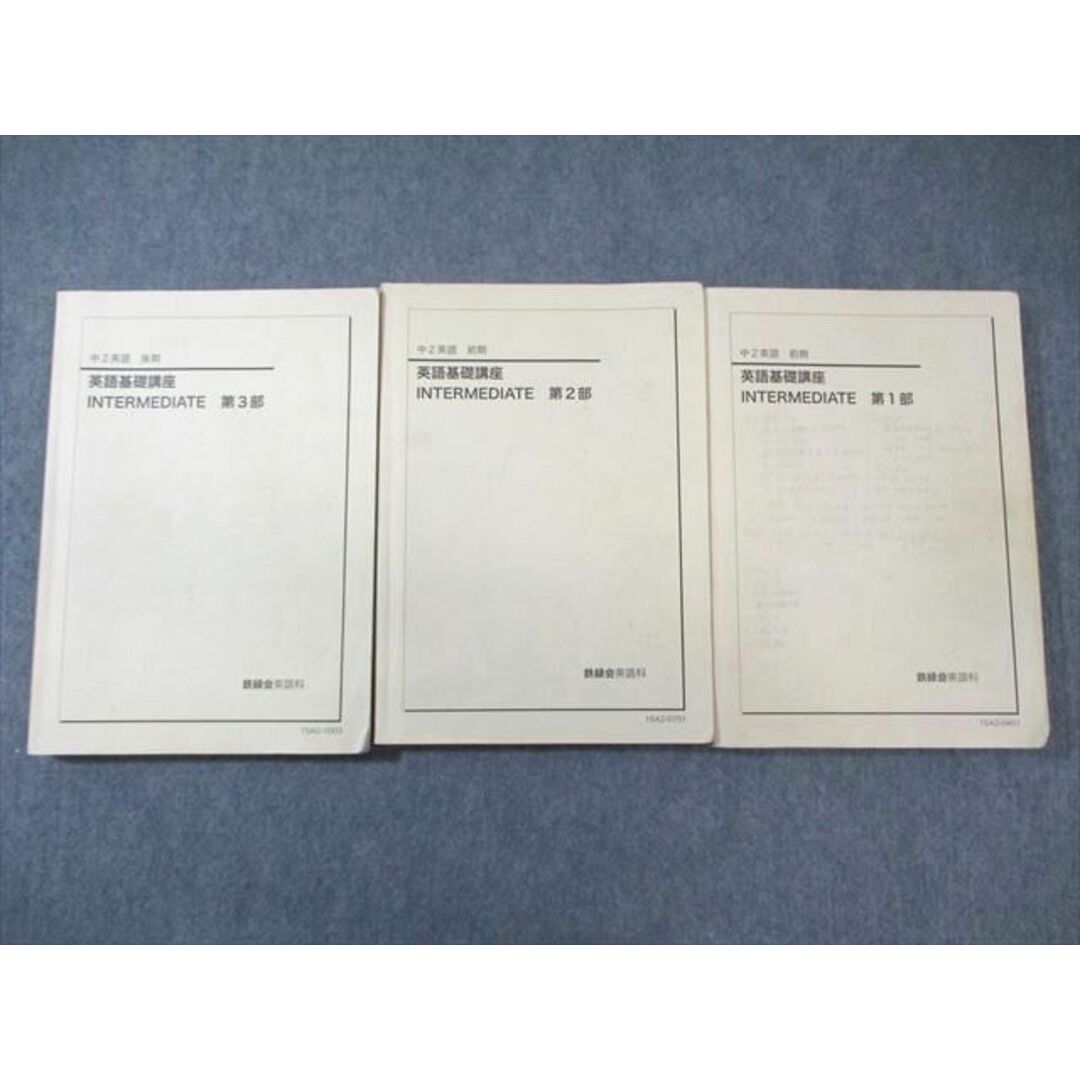 中2英語 後期
英語基礎講座
INTERMEDIATE 第3部
鉄緑会英語科
中2英語 前期
英語基礎講座
INTERMEDIATE 第2部
鉄緑会英語科
中2英語 前期
英語基礎講座
INTERMEDIATE 第1部
鉄緑会英語科